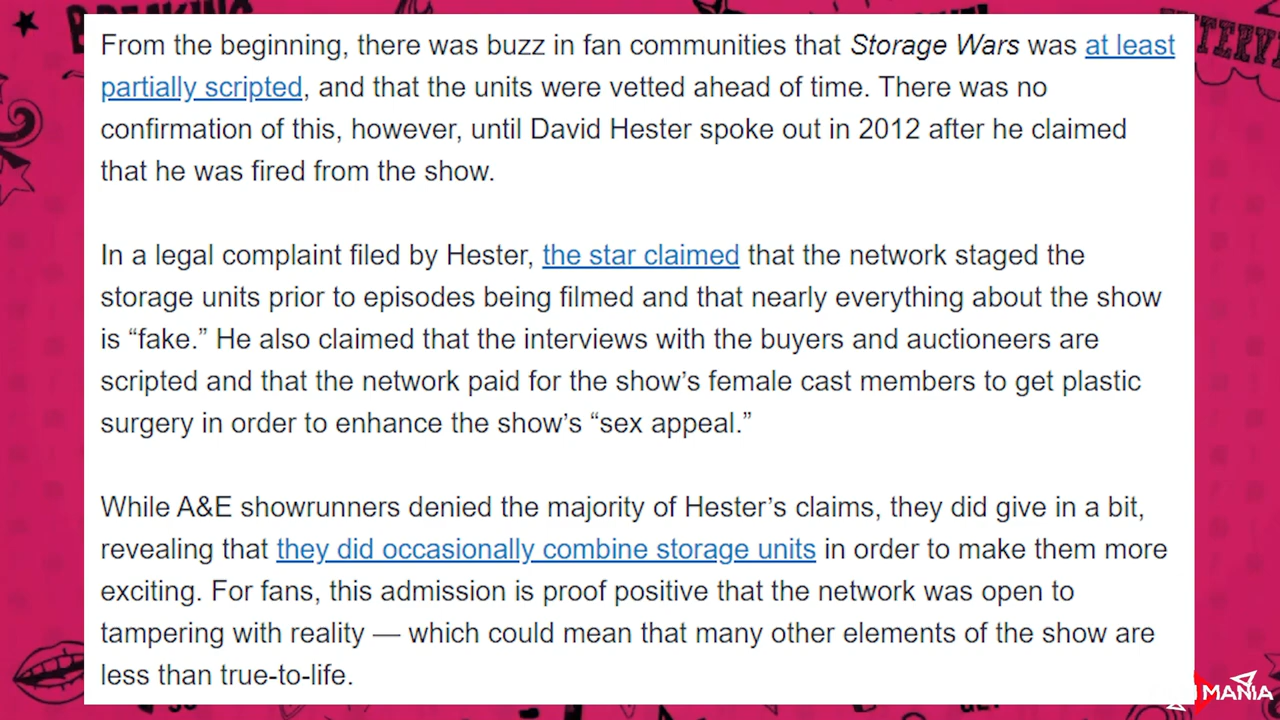 BREAKING
INTERV
From the beginning, there was buzz in fan communities that Storage Wars was at least
partially scripted, and that the units were vetted ahead of time. There was no
confirmation of this, however, until David Hester spoke out in 2012 after he claimed
that he was fired from the show.
In a legal complaint filed by Hester, the star claimed that the network staged the
storage units prior to episodes being filmed and that nearly everything about the show
is “fake.” He also claimed that the interviews with the buyers and auctioneers are
scripted and that the network paid for the show’s female cast members to get plastic
surgery in order to enhance the show’s “sex appeal.”
While A&E showrunners denied the majority of Hester’s claims, they did give in a bit,
revealing that they did occasionally combine storage units in order to make them more
exciting. For fans, this admission is proof positive that the network was open to
tampering with reality — which could mean that many other elements of the show are
less than true-to-life.
MANIA